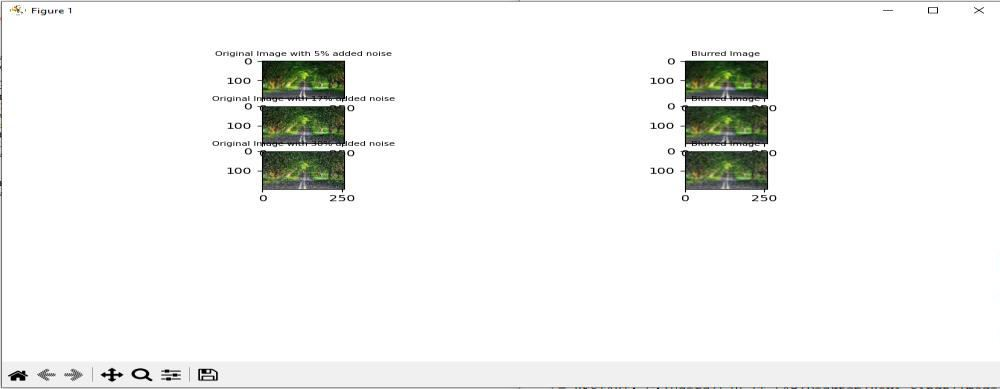 Figure 1
Original Image with 5% added noise
Blurred Image
0
0
100
100
Original Image with 17% added noise
Blurred Image
0
0
100
100
Original Image with 30% added noise
Blurred Image
0
0
100
100
0 250
0 250